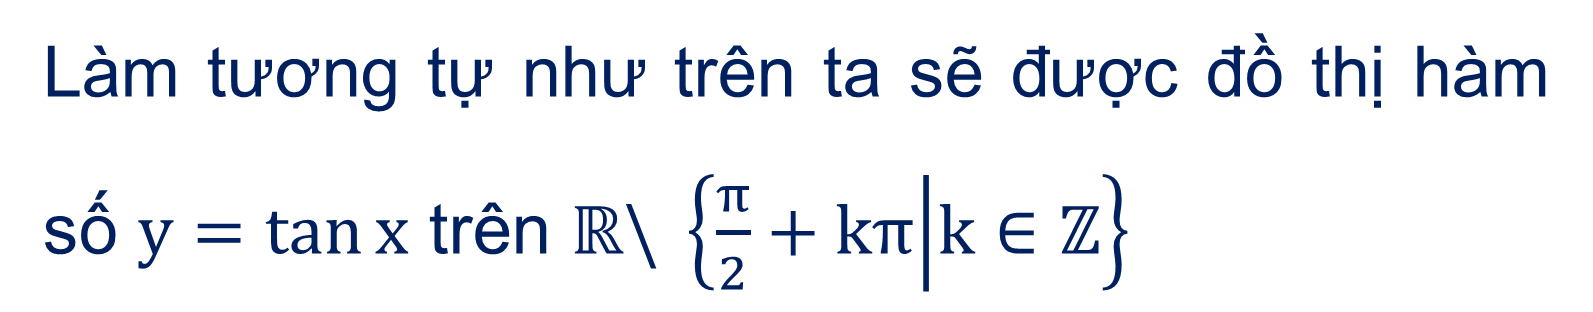 Làm tương tự như trên ta sẽ được đồ thị hàm
số y = tan x trên ℝ\ {π/2 + kπ|k ∈ ℤ}